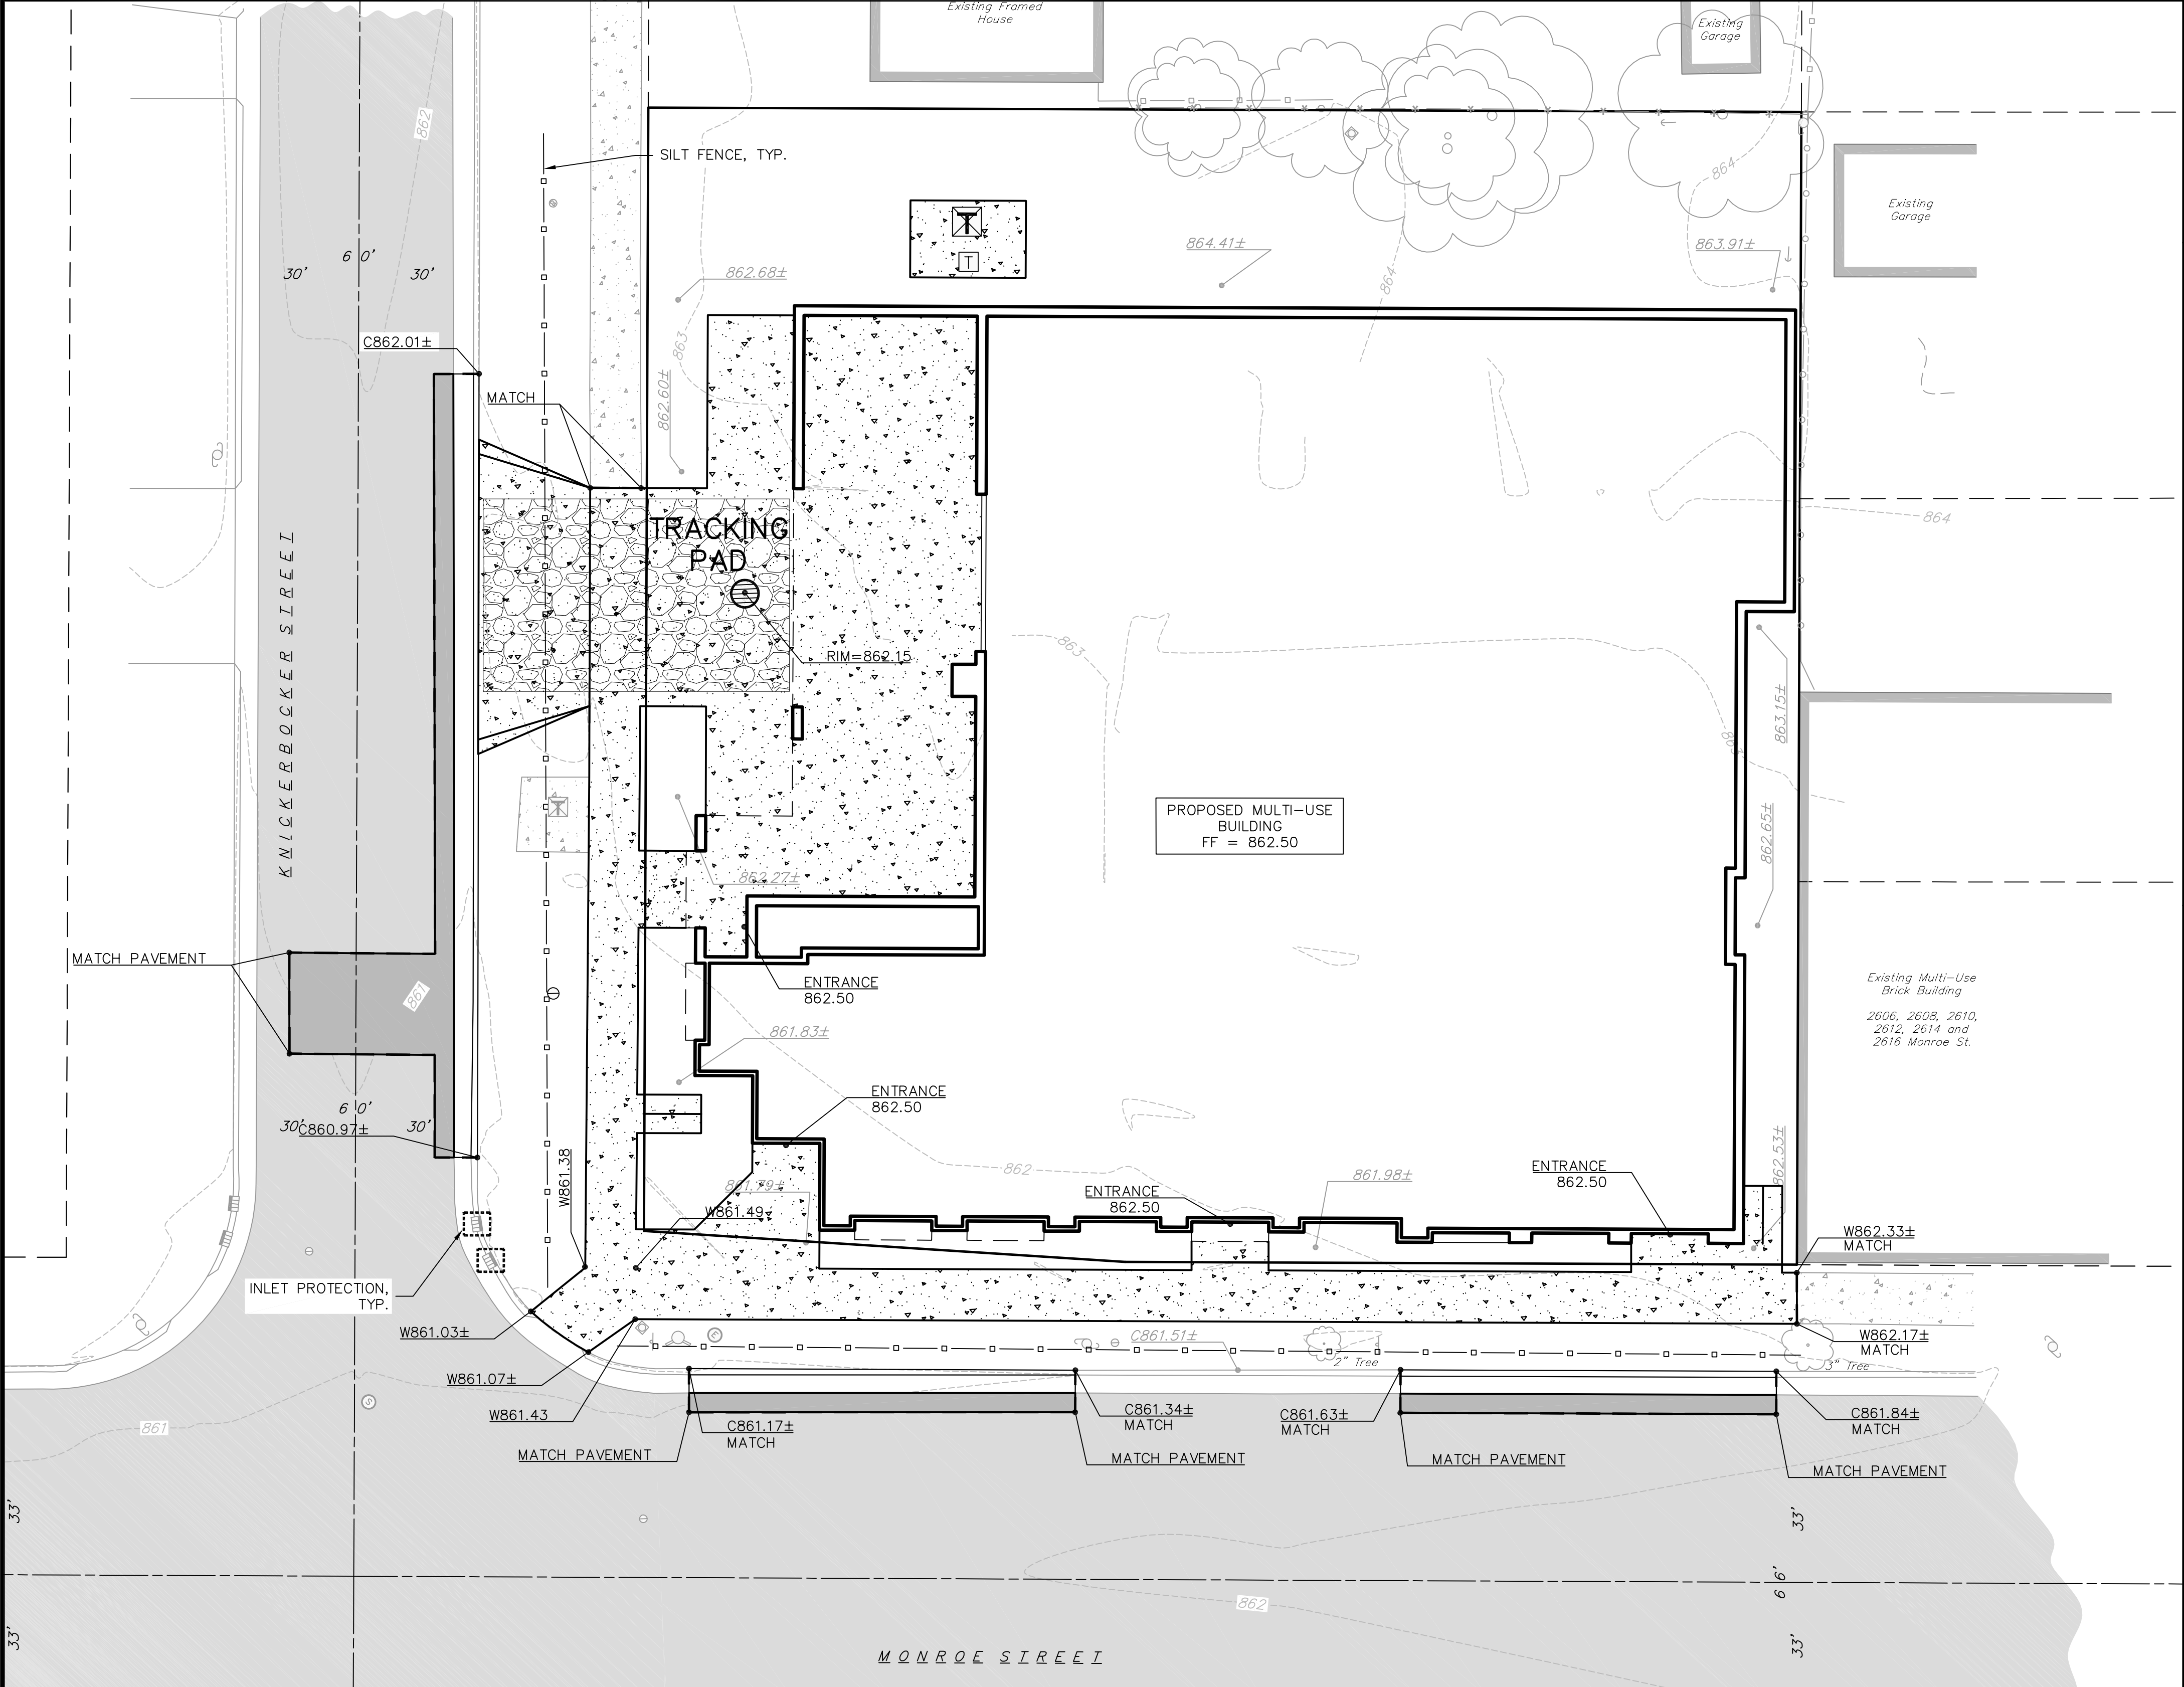 Existing Framed
House
Existing
Garage
862
SILT FENCE, TYP.
864
Existing
Garage
T
T
60'
30'
30'
862.68±
864.41±
863.91±
864
C862.01±
863
862.60±
MATCH
TRACKING
PAD
864
KNICKERBOCKER STREET
RIM=862.15
863
863.15±
863
T
PROPOSED MULTI-USE
BUILDING
FF = 862.50
862.65±
862.27±
MATCH PAVEMENT
861
ENTRANCE
862.50
Existing Multi-Use
Brick Building
2606, 2608, 2610,
2612, 2614 and
2616 Monroe St.
861.83±
ENTRANCE
862.50
60'
30'
30'
C860.97±
W861.38
862
861.98±
ENTRANCE
862.50
862.53±
861.79±
ENTRANCE
862.50
W861.49
W862.33±
MATCH
INLET PROTECTION,
TYP.
W861.03±
E
C861.51±
2" Tree
W862.17±
MATCH
3" Tree
W861.07±
S
W861.43
C861.17±
MATCH
C861.34±
MATCH
C861.63±
MATCH
C861.84±
MATCH
861
MATCH PAVEMENT
MATCH PAVEMENT
MATCH PAVEMENT
MATCH PAVEMENT
33'
33'
66'
862
33'
33'
MONROE STREET